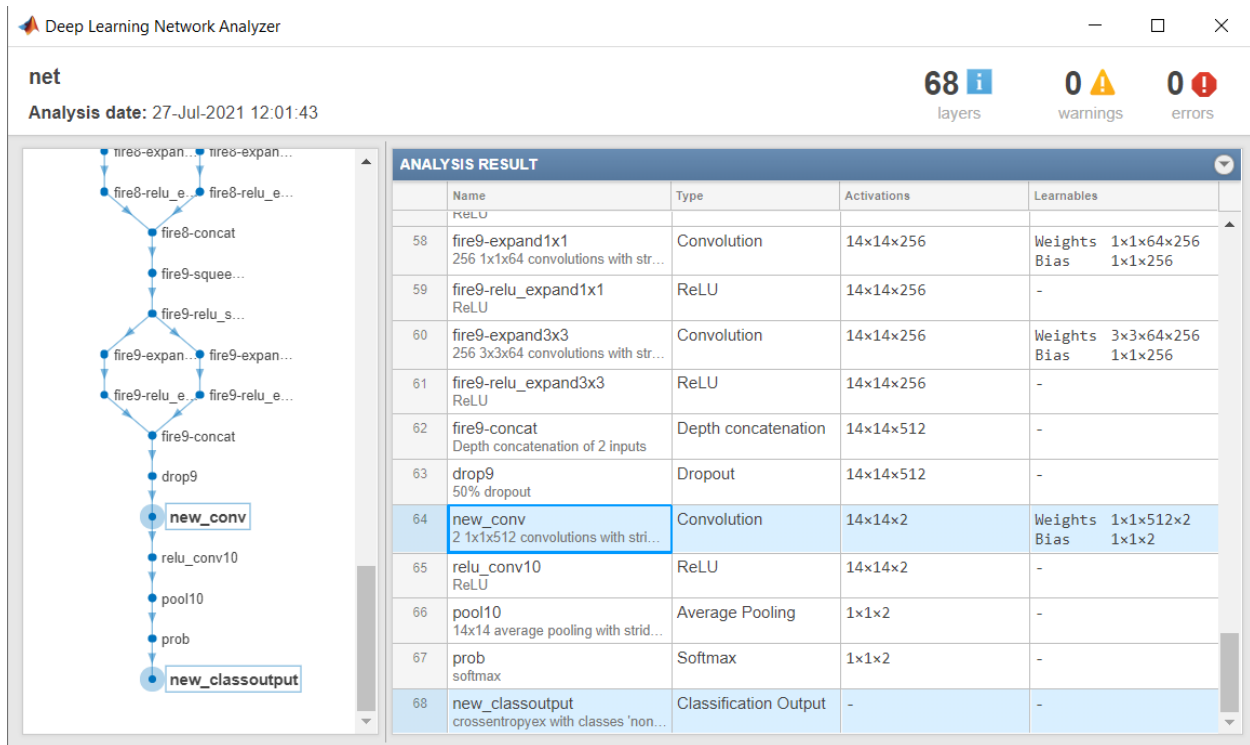 Deep Learning Network Analyzer
net
Analysis date: 27-Jul-2021 12:01:43
68
layers
0
warnings
0
errors
fire8-expan... fire8-expan...
fire8-relu_e... fire8-relu_e...
fire8-concat
fire9-squee...
fire9-relu_s...
fire9-expan... fire9-expan...
fire9-relu_e... fire9-relu_e...
fire9-concat
drop9
new_conv
relu_conv10
pool10
prob
new_classoutput
ANALYSIS RESULT
Name Type Activations Learnables
ReLU
58 fire9-expand1x1 Convolution 14×14×256 Weights 1×1×64×256
256 1x1x64 convolutions with str... Bias 1×1×256
59 fire9-relu_expand1x1 ReLU 14×14×256 -
ReLU
60 fire9-expand3x3 Convolution 14×14×256 Weights 3×3×64×256
256 3x3x64 convolutions with str... Bias 1×1×256
61 fire9-relu_expand3x3 ReLU 14×14×256 -
ReLU
62 fire9-concat Depth concatenation 14×14×512 -
Depth concatenation of 2 inputs
63 drop9 Dropout 14×14×512 -
50% dropout
64 new_conv Convolution 14×14×2 Weights 1×1×512×2
2 1x1x512 convolutions with stri... Bias 1×1×2
65 relu_conv10 ReLU 14×14×2 -
ReLU
66 pool10 Average Pooling 1×1×2 -
14x14 average pooling with strid...
67 prob Softmax 1×1×2 -
softmax
68 new_classoutput Classification Output - -
crossentropyex with classes 'non...